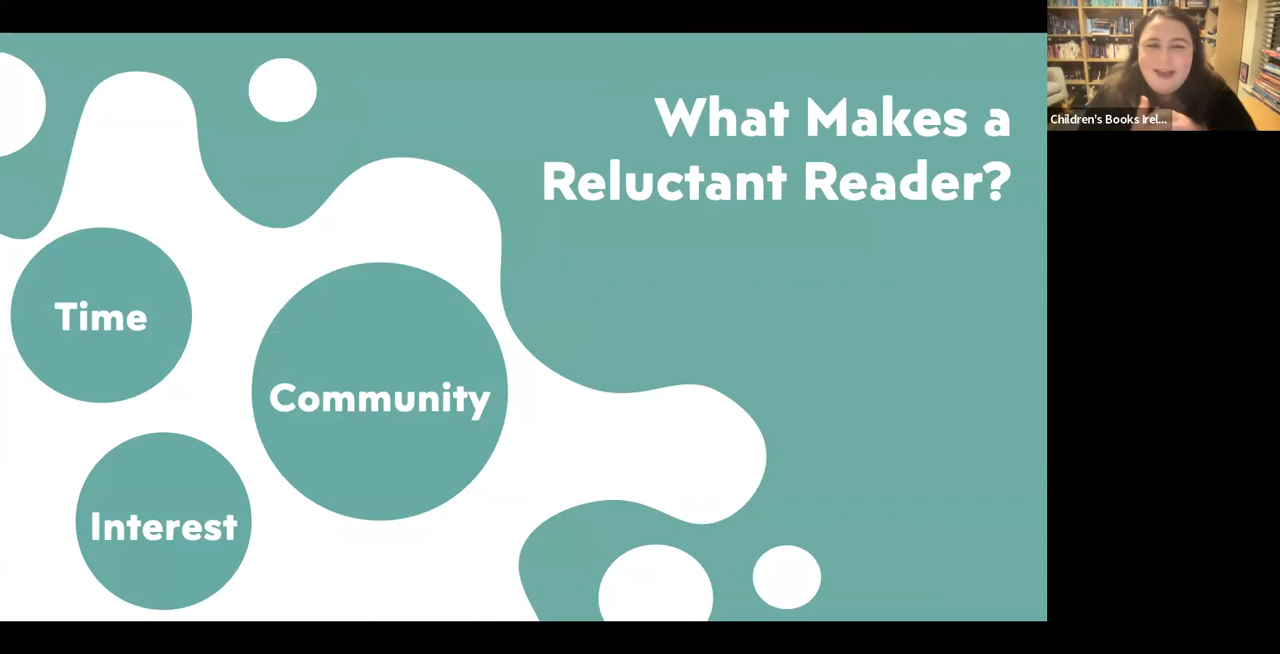 What Makes a
Reluctant Reader?
Time
Community
Interest
Children's Books Irel...